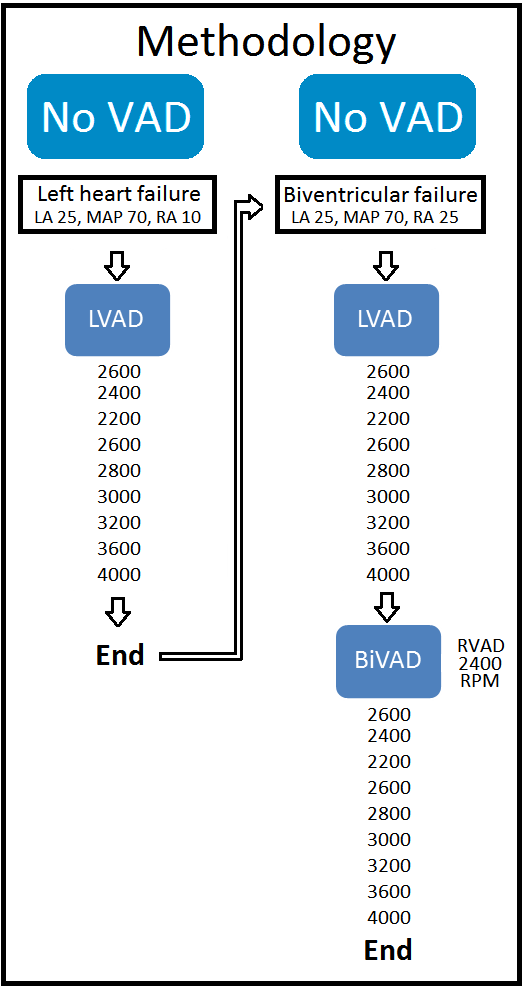 Methodology
No VAD
Left heart failure
LA 25, MAP 70, RA 10
LVAD
2600
2400
2200
2600
2800
3000
3200
3600
4000
End
No VAD
Biventricular failure
LA 25, MAP 70, RA 25
LVAD
2600
2400
2200
2600
2800
3000
3200
3600
4000
BiVAD
RVAD
2400
RPM
2600
2400
2200
2600
2800
3000
3200
3600
4000
End